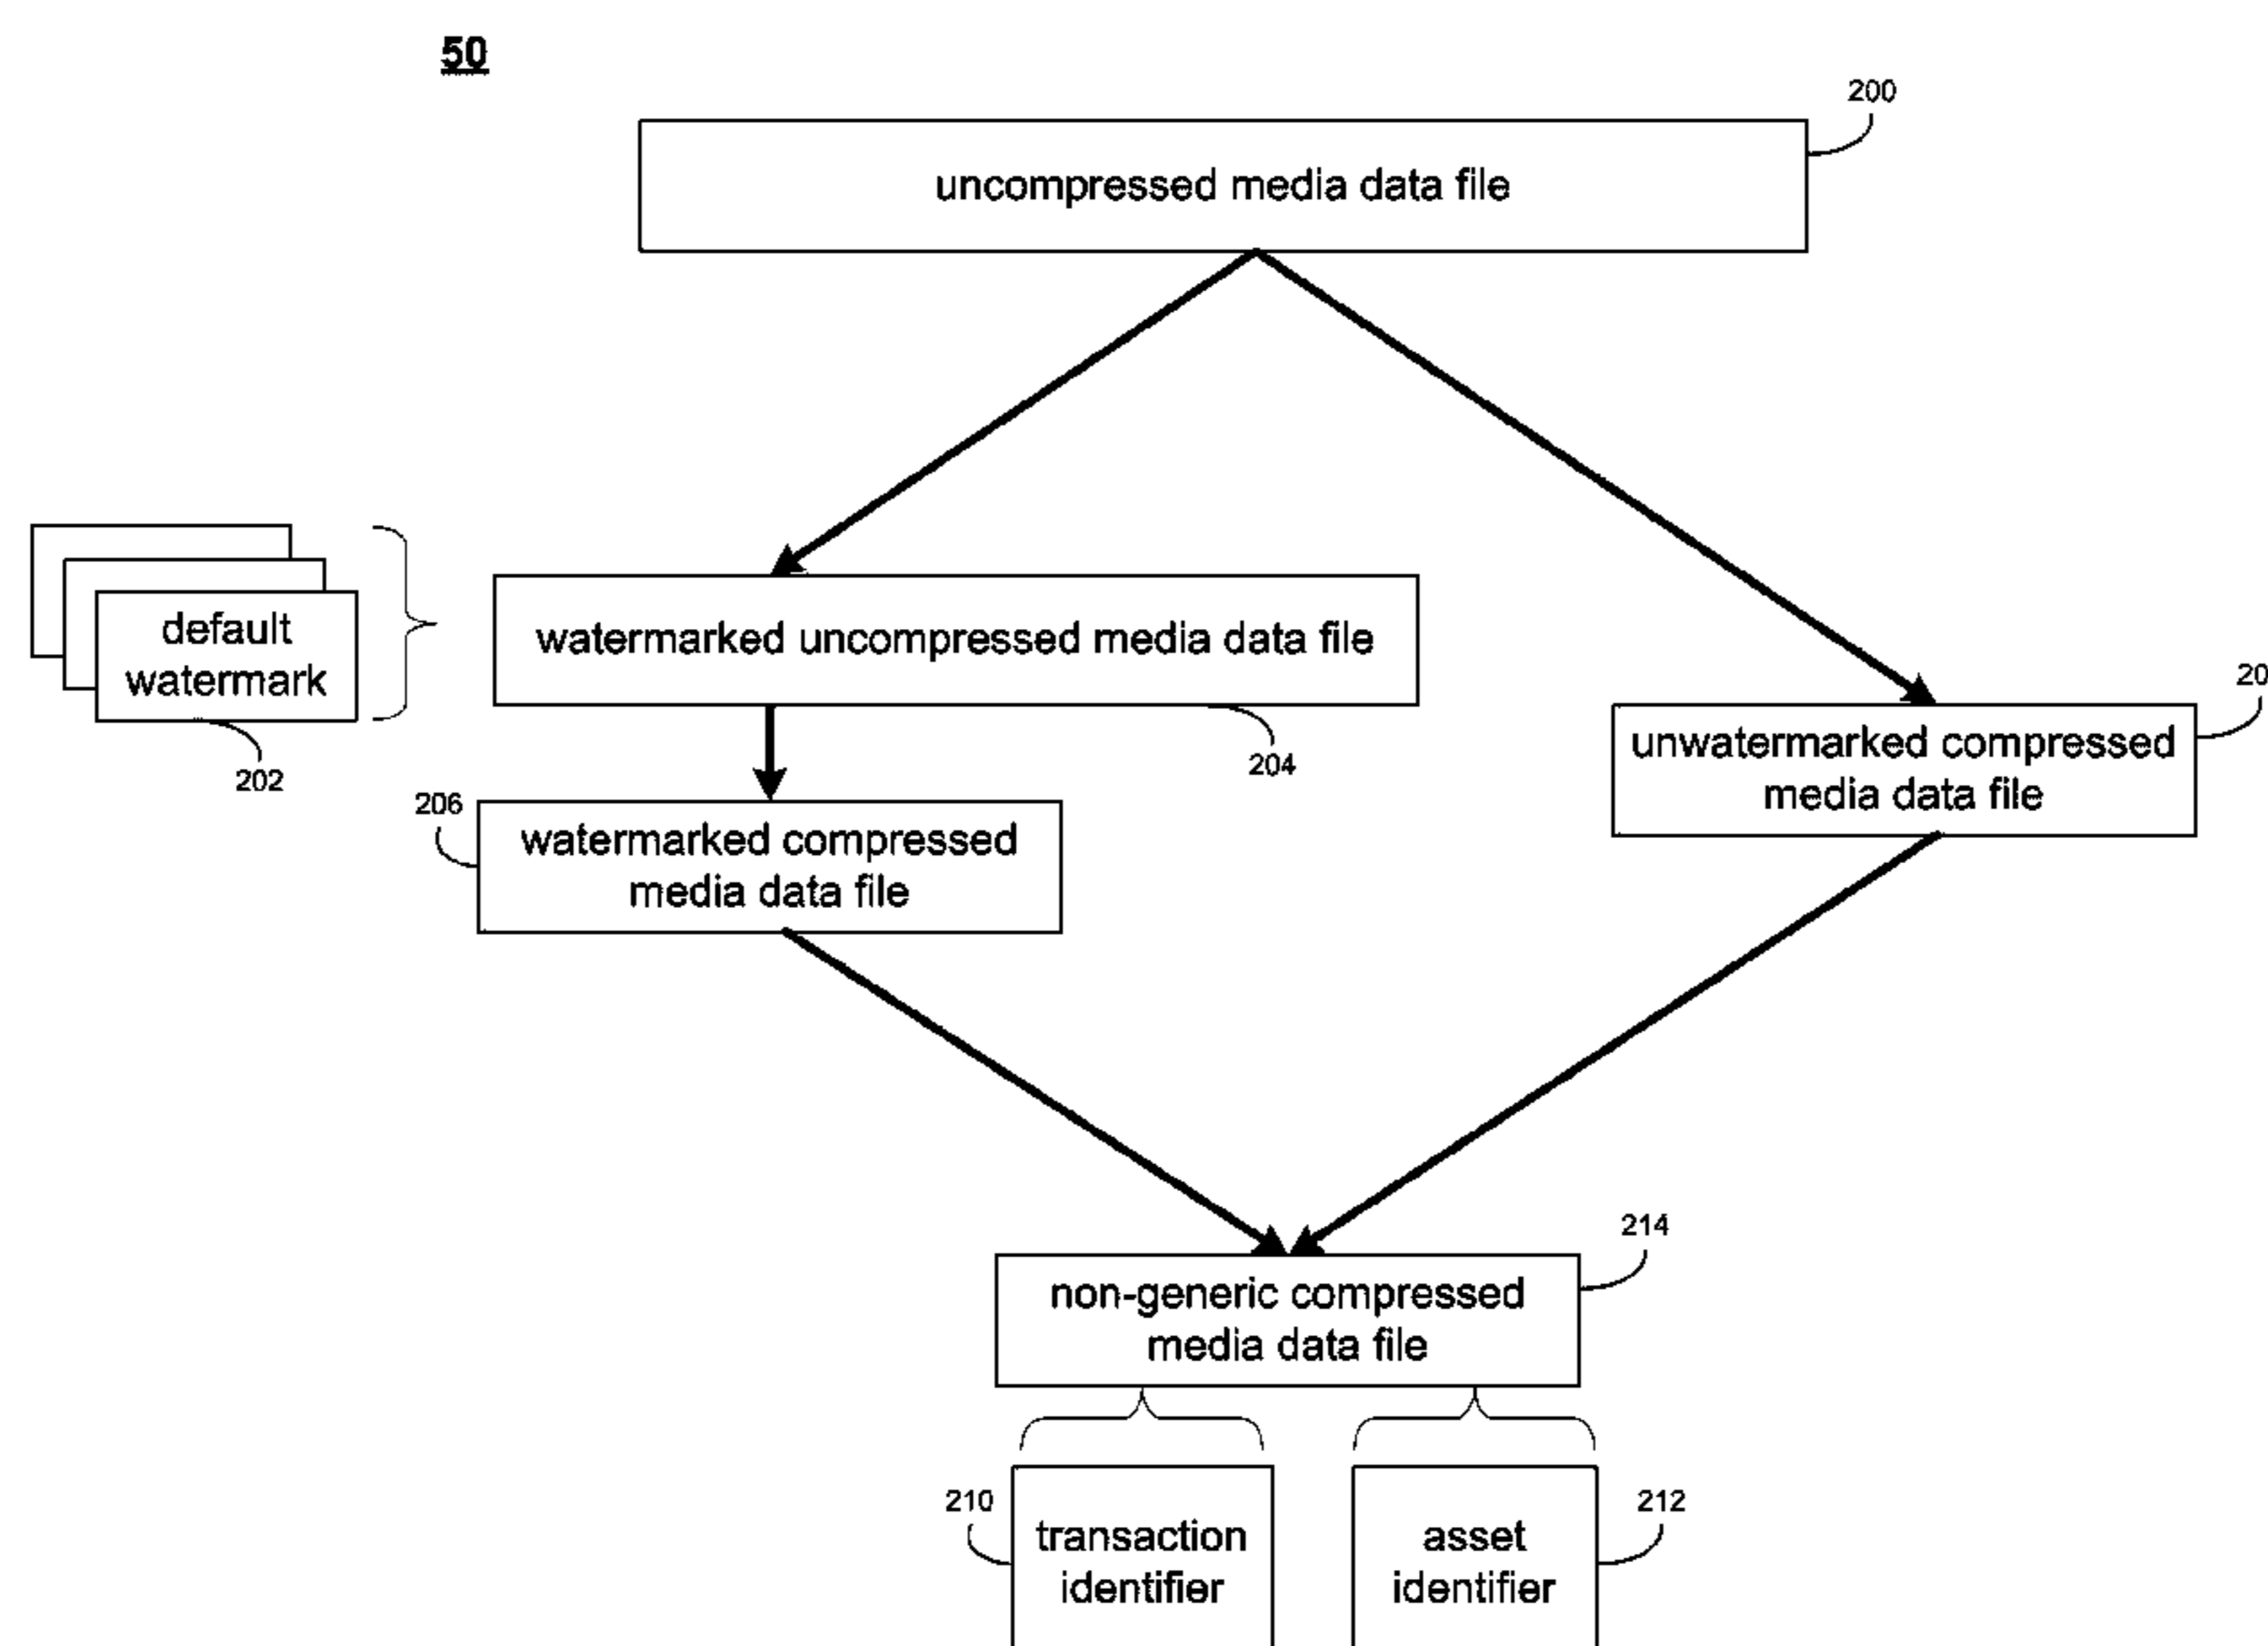 50
200
uncompressed media data file
default
watermark
202
watermarked uncompressed media data file
204
20
unwatermarked compressed
media data file
206
watermarked compressed
media data file
214
non-generic compressed
media data file
210
transaction
identifier
asset
identifier
212